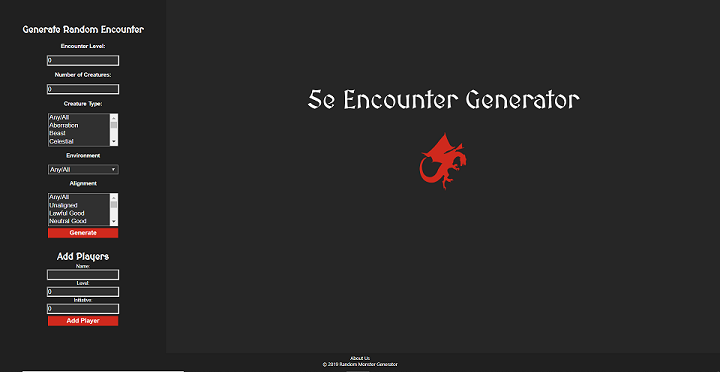 Generate Random Encounter
Encounter Level:
0
Number of Creatures:
0
Creature Type:
Any/All
Aberration
Beast
Celestial
Environment
Any/All
Alignment
Any/All
Unaligned
Lawful Good
Neutral Good
Generate
Add Players
Name:
Level:
0
Initiative:
0
Add Player
5e Encounter Generator
About Us
© 2019 Random Monster Generator